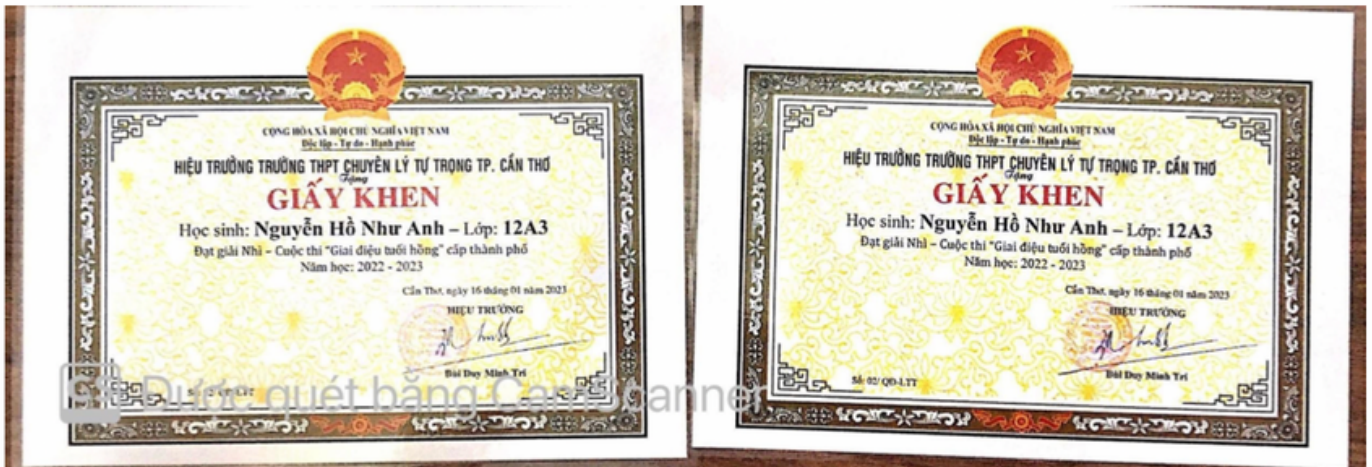 CỘNG HÒA XÃ HỘI CHỦ NGHĨA VIỆT NAM
Độc lập - Tự do - Hạnh phúc
HIỆU TRƯỞNG TRƯỜNG THPT CHUYÊN LÝ TỰ TRỌNG TP. CẦN THƠ
Tặng
GIẤY KHEN
Học sinh: Nguyễn Hồ Như Anh – Lớp: 12A3
Đạt giải Nhì – Cuộc thi "Giai điệu tuổi hồng" cấp thành phố
Năm học: 2022 - 2023
Cần Thơ, ngày 16 tháng 01 năm 2023
HIỆU TRƯỞNG
Bùi Duy Minh Trí
CS Được quét bằng CamScanner
CỘNG HÒA XÃ HỘI CHỦ NGHĨA VIỆT NAM
Độc lập - Tự do - Hạnh phúc
HIỆU TRƯỞNG TRƯỜNG THPT CHUYÊN LÝ TỰ TRỌNG TP. CẦN THƠ
Tặng
GIẤY KHEN
Học sinh: Nguyễn Hồ Như Anh – Lớp: 12A3
Đạt giải Nhì – Cuộc thi "Giai điệu tuổi hồng" cấp thành phố
Năm học: 2022 - 2023
Cần Thơ, ngày 16 tháng 01 năm 2023
HIỆU TRƯỞNG
Bùi Duy Minh Trí
Số: 02/ QĐ-LTT